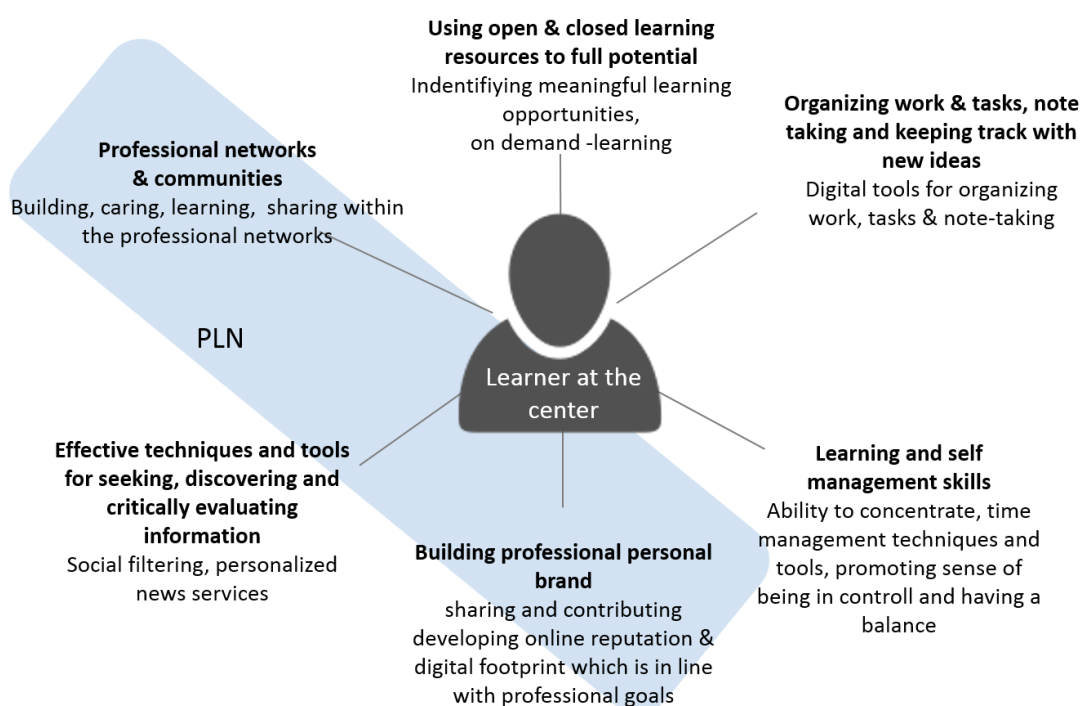 Using open & closed learning
resources to full potential
Indentifiying meaningful learning
opportunities,
on demand -learning
Organizing work & tasks, note
taking and keeping track with
new ideas
Digital tools for organizing
work, tasks & note-taking
Professional networks
& communities
Building, caring, learning, sharing within
the professional networks
PLN
Learner at the
center
Effective techniques and tools
for seeking, discovering and
critically evaluating
information
Social filtering, personalized
news services
Building professional personal
brand
sharing and contributing
developing online reputation &
digital footprint which is in line
with professional goals
Learning and self
management skills
Ability to concentrate, time
management techniques and
tools, promoting sense of
being in controll and having a
balance